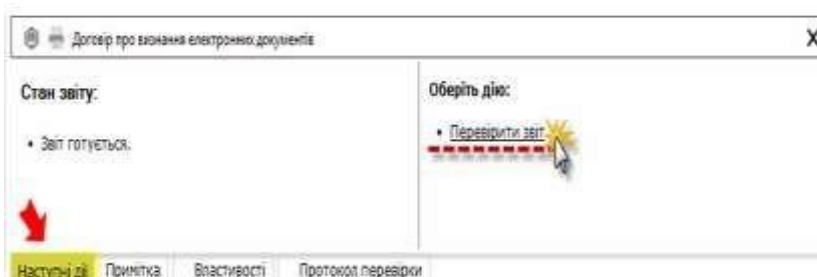 Договір про визнання електронних документів
Стан звіту:
• Звіт готується.
Оберіть дію:
• Перевірити звіт
Наступні дії Примітка Властивості Протокол перевірки